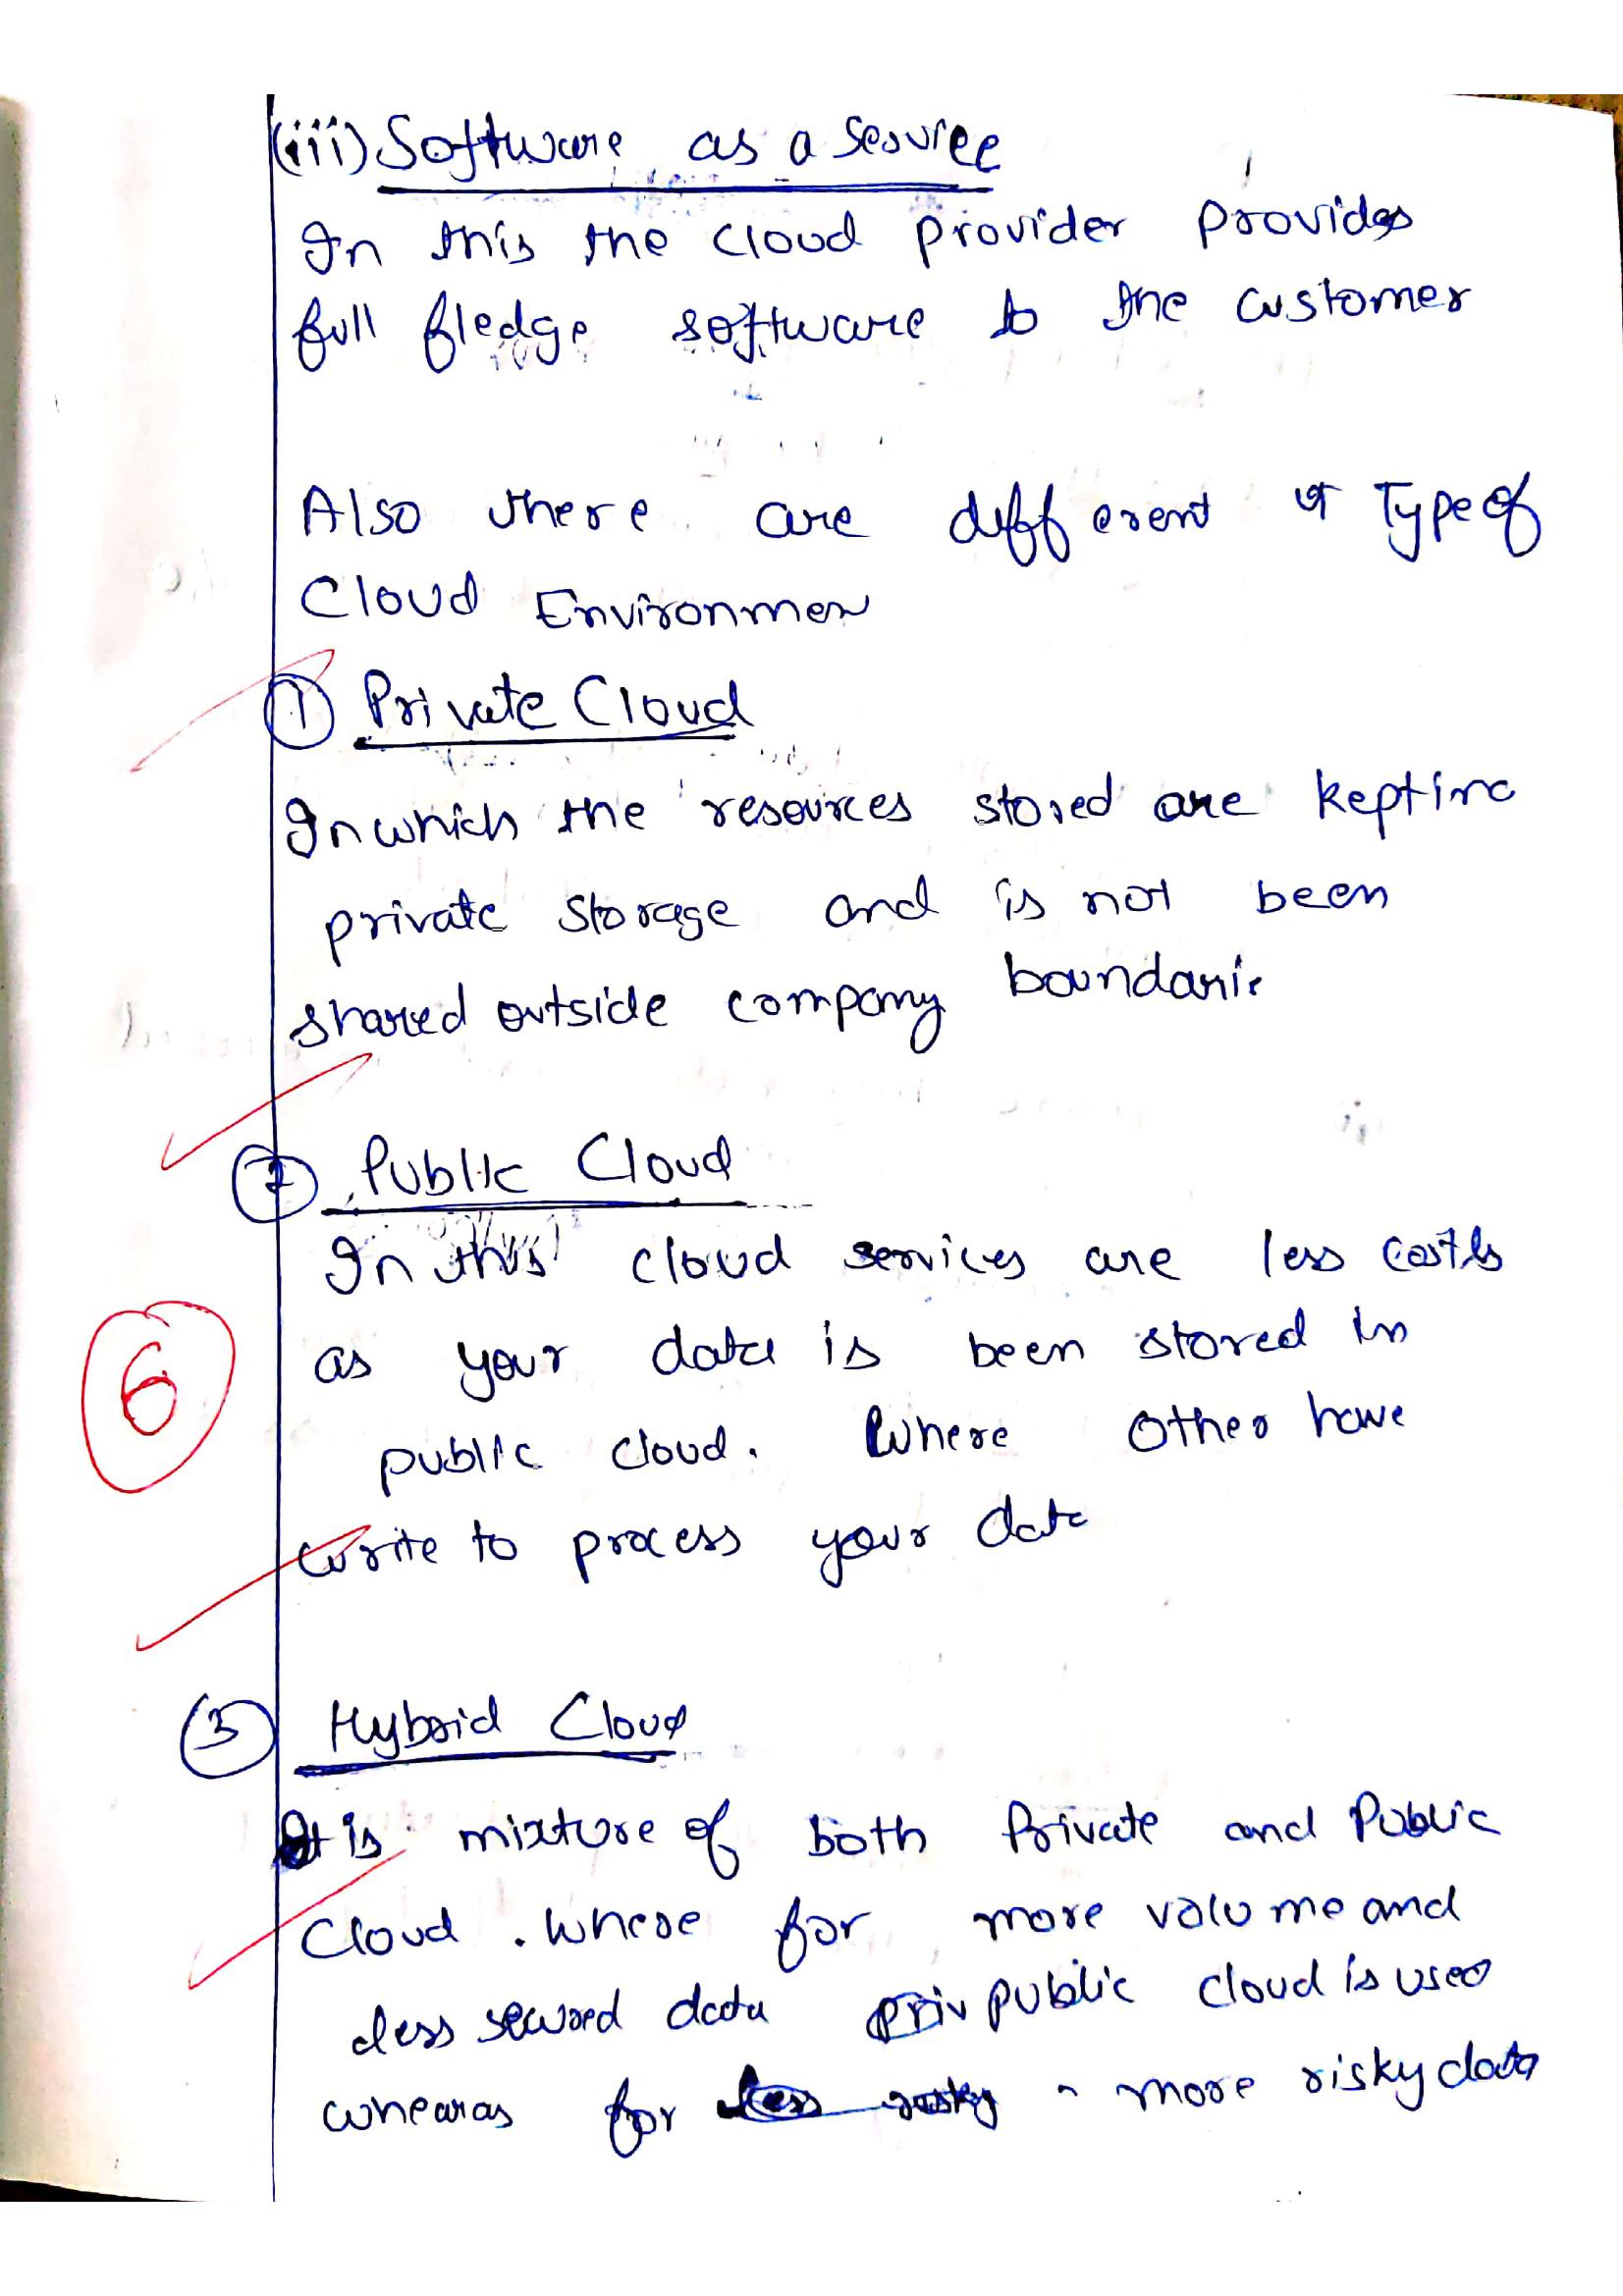 (iii) Software as a service
In this the cloud provider provides
full fledge software to the customer
Also there are different Type of
Cloud Environmen
1 Private Cloud
In which the resources stored are kept in
private storage and is not been
shared outside company boundarie
2 Public Cloud
In this cloud services are less
as your data is been stored in
public cloud. Where other have
write to process your data
6
3 Hybrid Cloud
It is mixture of both Private and Public
Cloud. Where for more volume and
less secured data public cloud is used
wheras for more risky data